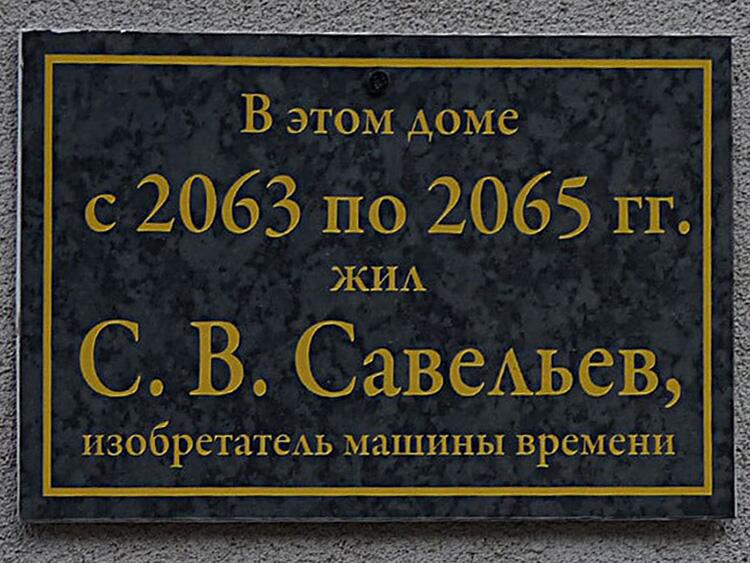 В этом доме
с 2063 по 2065 гг.
жил
С. В. Савельев,
изобретатель машины времени